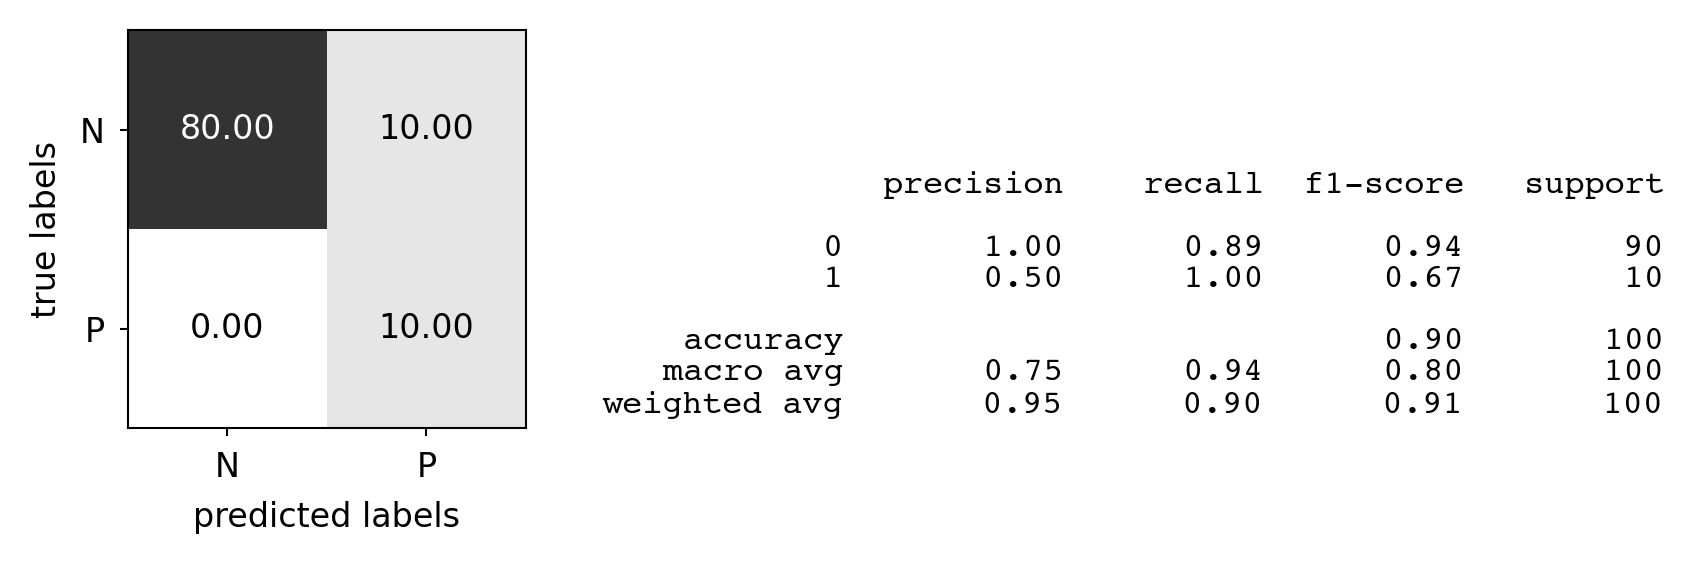 true labels
N 80.00 10.00
P 0.00 10.00
N P
predicted labels
precision recall f1-score support
0 1.00 0.89 0.94 90
1 0.50 1.00 0.67 10
accuracy 0.90 100
macro avg 0.75 0.94 0.80 100
weighted avg 0.95 0.90 0.91 100